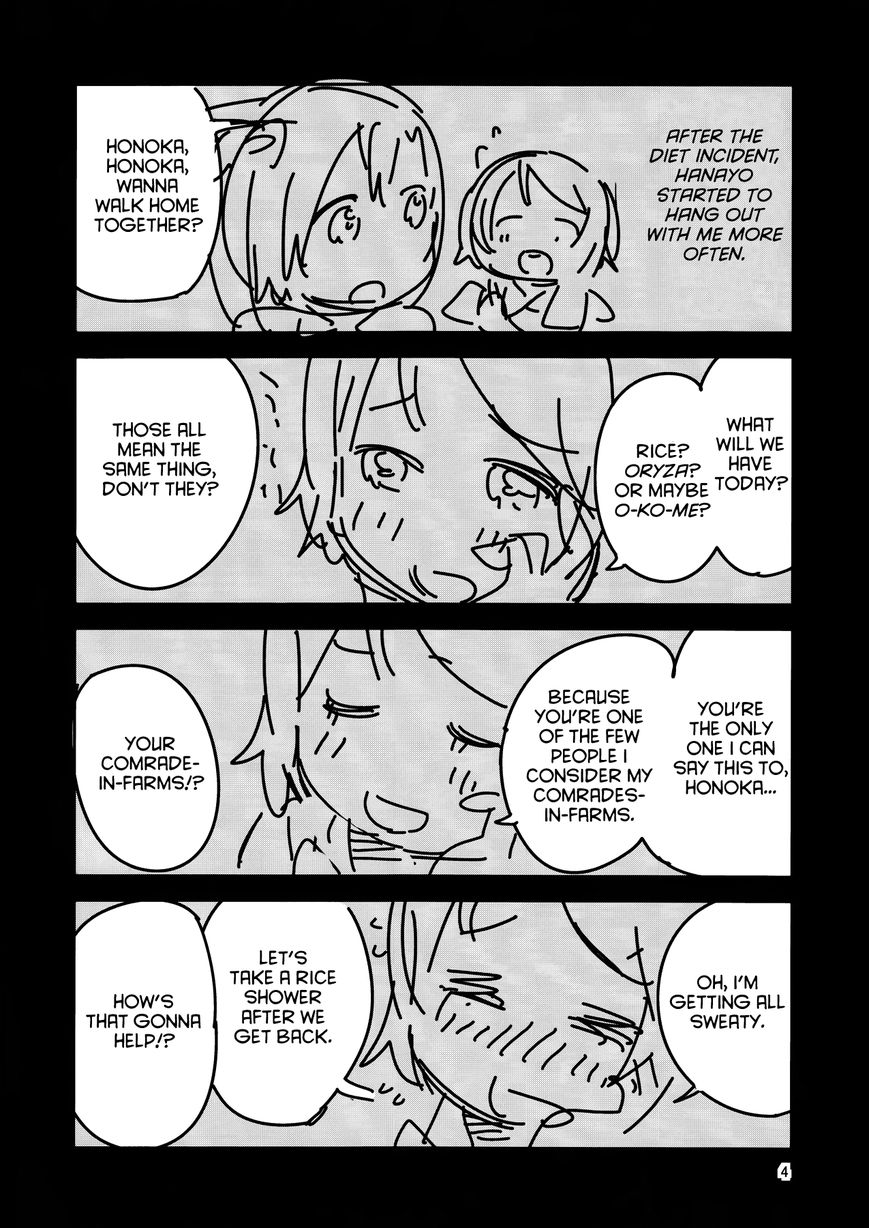 AFTER THE
DIET INCIDENT,
HANAYO
STARTED TO
HANG OUT
WITH ME MORE
OFTEN.
HONOKA,
HONOKA,
WANNA
WALK HOME
TOGETHER?
WHAT
WILL WE
HAVE
TODAY?
RICE?
ORYZA?
OR MAYBE
O-KO-ME?
THOSE ALL
MEAN THE
SAME THING,
DON'T THEY?
YOU'RE
THE ONLY
ONE I CAN
SAY THIS TO,
HONOKA...
BECAUSE
YOU'RE ONE
OF THE FEW
PEOPLE I
CONSIDER MY
COMRADES-
IN-FARMS.
YOUR
COMRADE-
IN-FARMS!?
OH, I'M
GETTING ALL
SWEATY.
LET'S
TAKE A RICE
SHOWER
AFTER WE
GET BACK.
HOW'S
THAT GONNA
HELP!?
4